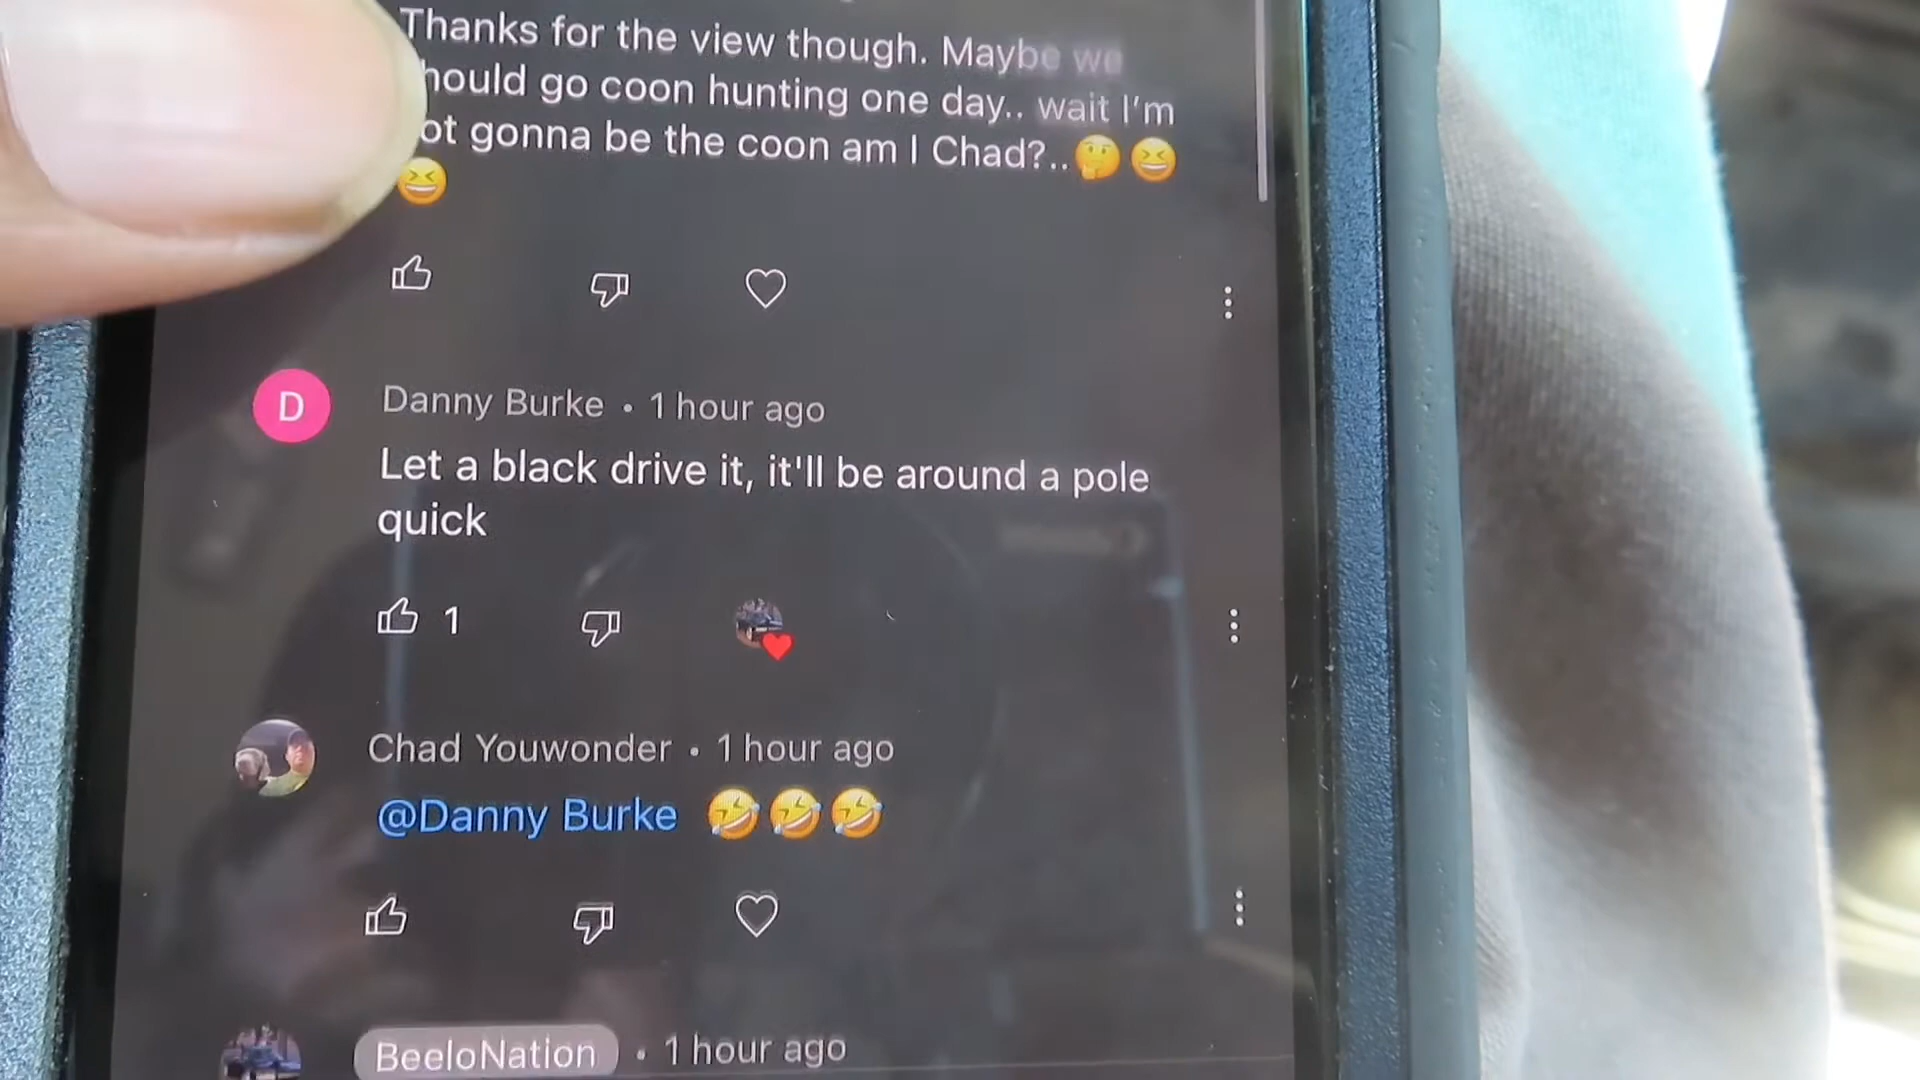 Thanks for the view though. Maybe we
hould go coon hunting one day.. wait I'm
ot gonna be the coon am I Chad?..🤔😆
😆
D
Danny Burke • 1 hour ago
Let a black drive it, it'll be around a pole
quick
1
Chad Youwonder • 1 hour ago
@Danny Burke 🤣🤣🤣
BeeloNation • 1 hour ago